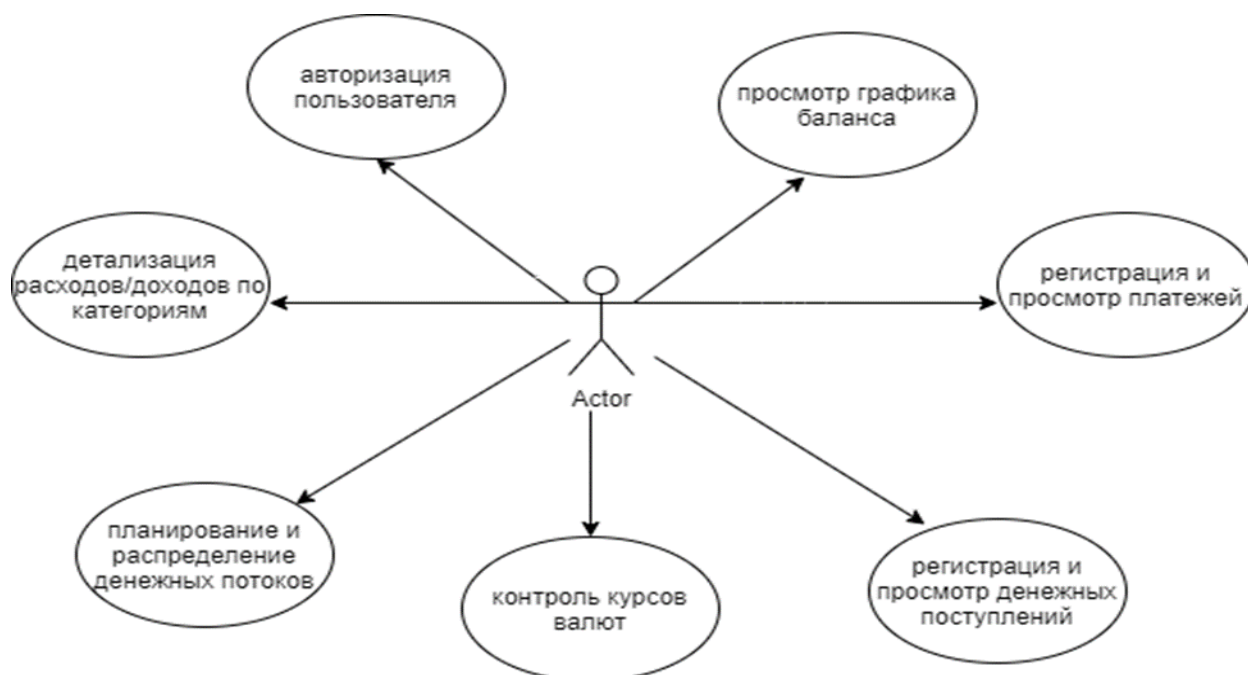 авторизация
пользователя
просмотр графика
баланса
детализация
расходов/доходов по
категориям
регистрация и
просмотр платежей
Actor
планирование и
распределение
денежных потоков
контроль курсов
валют
регистрация и
просмотр денежных
поступлений